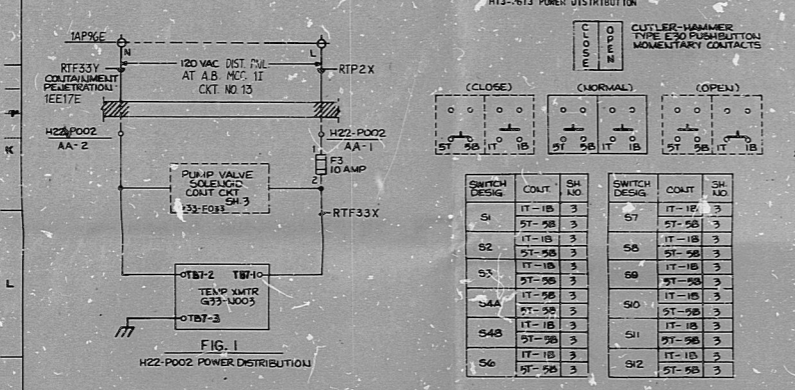 POWER DISTRIBUTION
1AP96E
N
L
RTF33Y
120 VAC DIST. PNL
AT A.B. MCC 1I
CKT. NO. 13
RTP2X
CONTAINMENT
PENETRATION
1EE17E
H22-P002
AA-2
H22-P002
AA-1
1
F3
10 AMP
2
PUMP VALVE
SOLENOID
CONT CKT
SH.3
RTF33X
TB7-2
TB7-1
TEMP XMTR
G33-N003
TB7-3
FIG. 1
H22-P002 POWER DISTRIBUTION
CLOSE
OPEN
CUTLER-HAMMER
TYPE E30 PUSHBUTTON
MOMENTARY CONTACTS
(CLOSE)
(NORMAL)
(OPEN)
5T 5B 1T 1B
5T 5B 1T 1B
5T 5B 1T 1B
SWITCH DESIG. CONT. SH. NO.
S1 1T-1B 3
5T-5B 3
S2 1T-1B 3
5T-5B 3
S3 1T-1B 3
5T-5B 3
S4A 1T-5B 3
5T-5B 3
S4B 1T-5B 3
5T-5B 3
S6 1T-1B 3
5T-5B 3
SWITCH DESIG. CONT SH. NO.
S7 1T-1B 3
5T-5B 3
S8 1T-1B 3
5T-5B 3
S9 1T-1B 3
5T-5B 3
S10 1T-1B 3
5T-5B 3
S11 1T-1B 3
5T-5B 3
S12 1T-1B 3
5T-5B 3
K
L